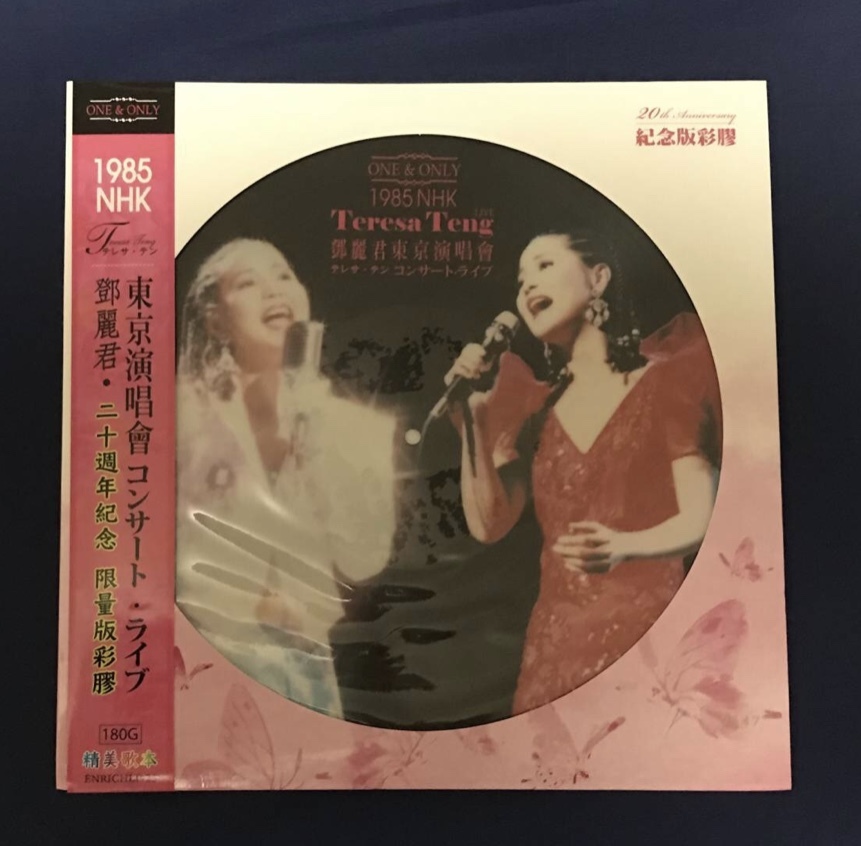 ONE & ONLY
1985
NHK
Teresa Teng
テレサ・テン
東京演唱會 コンサート・ライブ
鄧麗君・二十週年紀念 限量版彩膠
180G
精美歌本
20th Anniversary
紀念版彩膠
ONE & ONLY
1985 NHK
LIVE
Teresa Teng
鄧麗君東京演唱會
テレサ・テン コンサート・ライブ